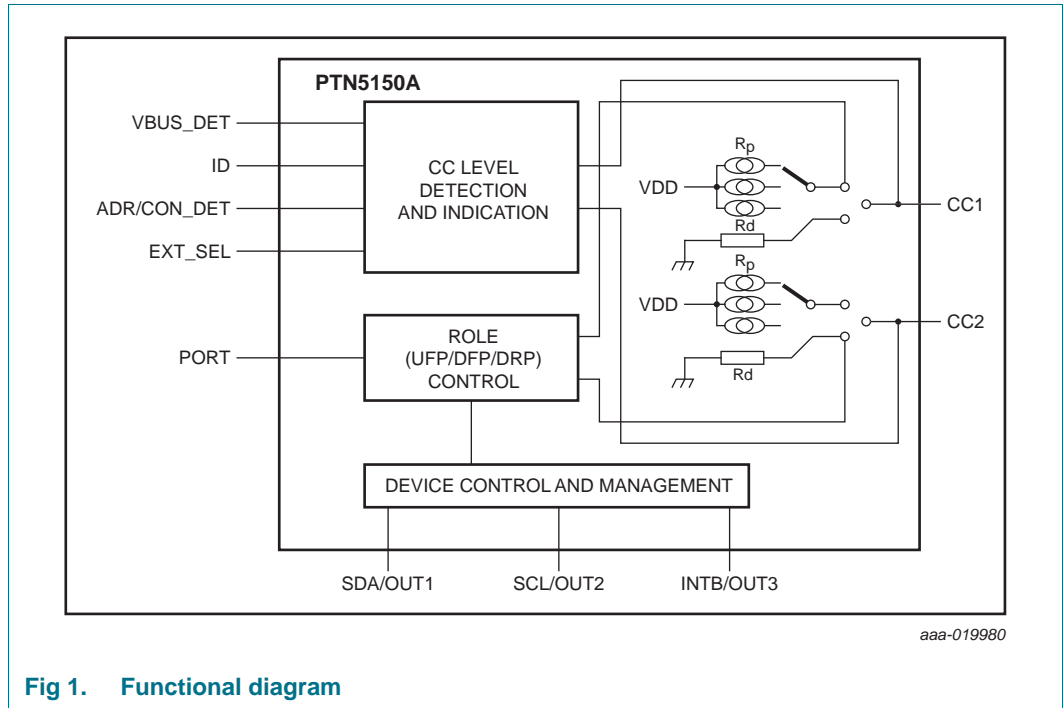 PTN5150A
VBUS_DET
ID
ADR/CON_DET
EXT_SEL
CC LEVEL
DETECTION
AND INDICATION
PORT
ROLE
(UFP/DFP/DRP)
CONTROL
DEVICE CONTROL AND MANAGEMENT
SDA/OUT1
SCL/OUT2
INTB/OUT3
Rp
VDD
Rd
CC1
Rp
VDD
Rd
CC2
aaa-019980
Fig 1. Functional diagram